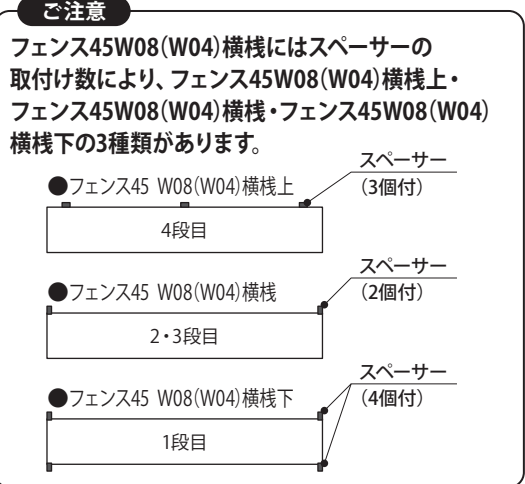 ご注意
フェンス45W08(W04)横桟にはスペーサーの
取付け数により、フェンス45W08(W04)横桟上・
フェンス45W08(W04)横桟・フェンス45W08(W04)
横桟下の3種類があります。
スペーサー
●フェンス45 W08(W04)横桟上
(3個付)
4段目
スペーサー
●フェンス45 W08(W04)横桟
(2個付)
2・3段目
スペーサー
●フェンス45 W08(W04)横桟下
(4個付)
1段目